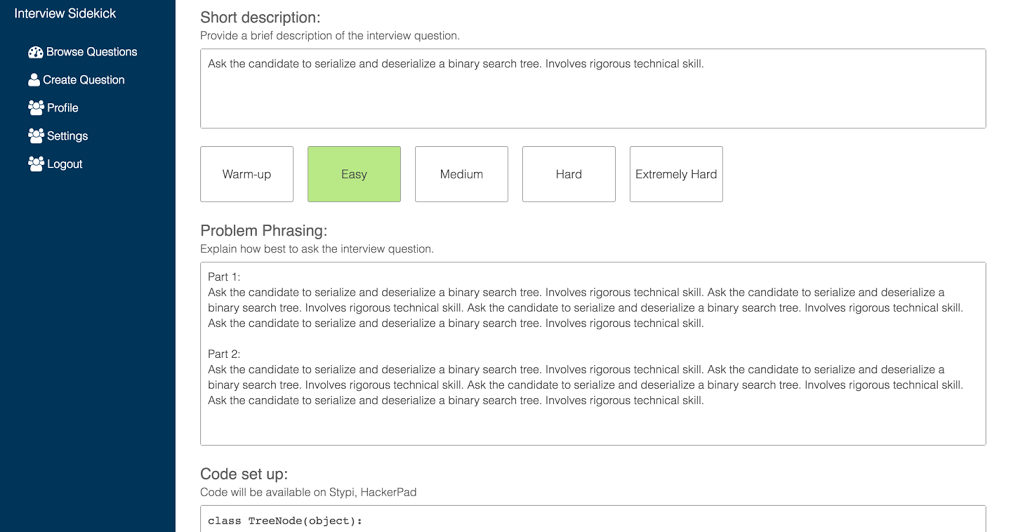 Interview Sidekick
Browse Questions
Create Question
Profile
Settings
Logout
Short description:
Provide a brief description of the interview question.
Ask the candidate to serialize and deserialize a binary search tree. Involves rigorous technical skill.
Warm-up
Easy
Medium
Hard
Extremely Hard
Problem Phrasing:
Explain how best to ask the interview question.
Part 1:
Ask the candidate to serialize and deserialize a binary search tree. Involves rigorous technical skill. Ask the candidate to serialize and deserialize a
binary search tree. Involves rigorous technical skill. Ask the candidate to serialize and deserialize a binary search tree. Involves rigorous technical skill.
Ask the candidate to serialize and deserialize a binary search tree. Involves rigorous technical skill.
Part 2:
Ask the candidate to serialize and deserialize a binary search tree. Involves rigorous technical skill. Ask the candidate to serialize and deserialize a
binary search tree. Involves rigorous technical skill. Ask the candidate to serialize and deserialize a binary search tree. Involves rigorous technical skill.
Ask the candidate to serialize and deserialize a binary search tree. Involves rigorous technical skill.
Code set up:
Code will be available on Stypi, HackerPad
class TreeNode(object):